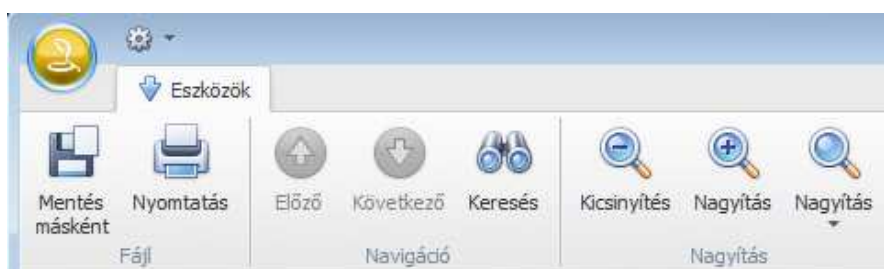 Eszközök
Mentés másként
Nyomtatás
Előző
Következő
Keresés
Kicsinyítés
Nagyítás
Nagyítás
Fájl
Navigáció
Nagyítás